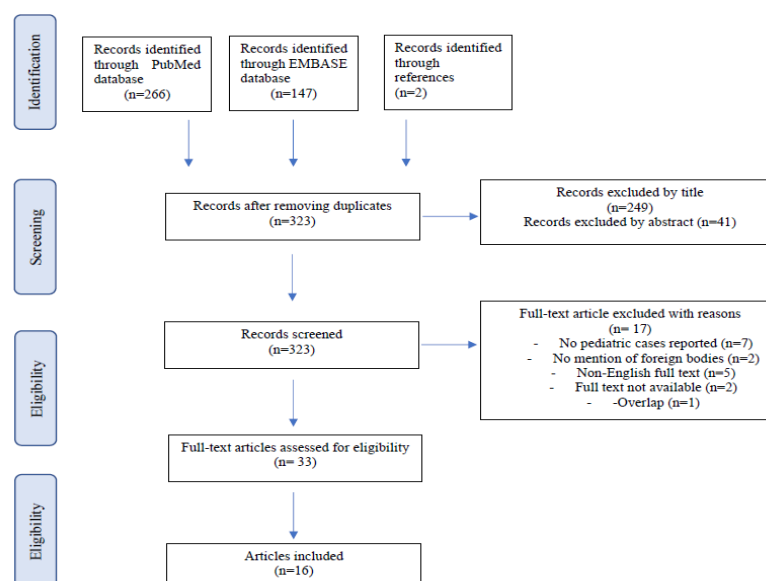 Identification
Records identified
through PubMed
database
(n=266)
Records identified
through EMBASE
database
(n=147)
Records identified
through
references
(n=2)
Screening
Records after removing duplicates
(n=323)
Records excluded by title
(n=249)
Records excluded by abstract (n=41)
Eligibility
Records screened
(n=323)
Full-text article excluded with reasons
(n= 17)
- No pediatric cases reported (n=7)
- No mention of foreign bodies (n=2)
- Non-English full text (n=5)
- Full text not available (n=2)
- -Overlap (n=1)
Full-text articles assessed for eligibility
(n= 33)
Eligibility
Articles included
(n=16)